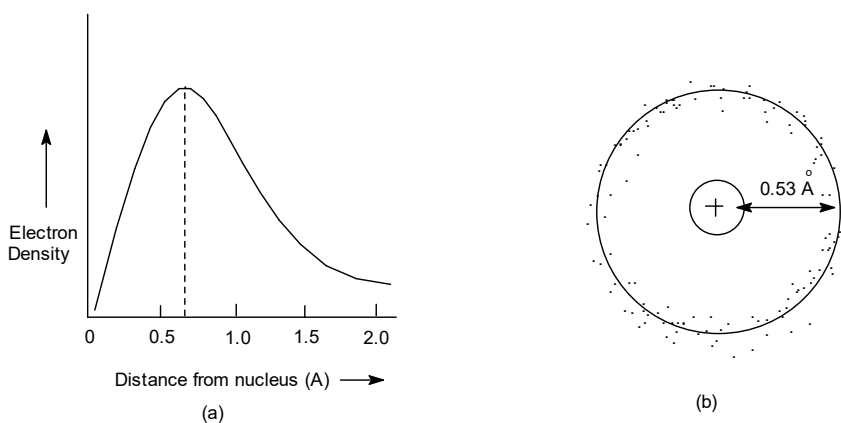 Electron
Density
0 0.5 1.0 1.5 2.0
Distance from nucleus (A)
(a)
+
0.53 Å
(b)